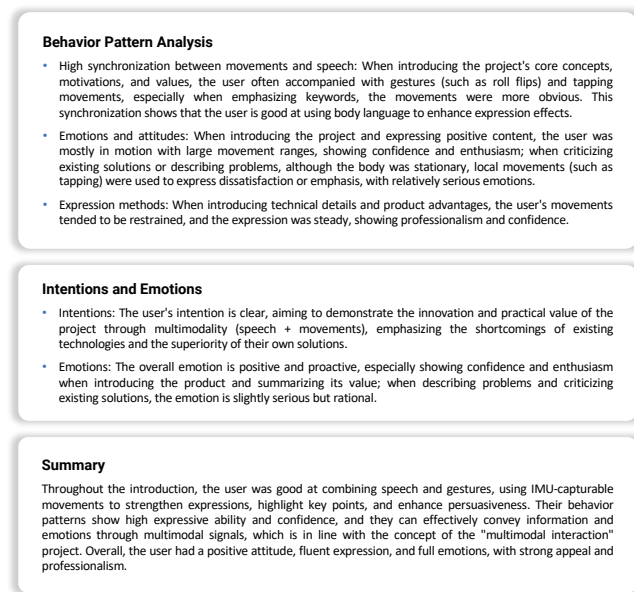 Behavior Pattern Analysis
• High synchronization between movements and speech: When introducing the project's core concepts,
motivations, and values, the user often accompanied with gestures (such as roll flips) and tapping
movements, especially when emphasizing keywords, the movements were more obvious. This
synchronization shows that the user is good at using body language to enhance expression effects.
• Emotions and attitudes: When introducing the project and expressing positive content, the user was
mostly in motion with large movement ranges, showing confidence and enthusiasm; when criticizing
existing solutions or describing problems, although the body was stationary, local movements (such as
tapping) were used to express dissatisfaction or emphasis, with relatively serious emotions.
• Expression methods: When introducing technical details and product advantages, the user's movements
tended to be restrained, and the expression was steady, showing professionalism and confidence.
Intentions and Emotions
• Intentions: The user's intention is clear, aiming to demonstrate the innovation and practical value of the
project through multimodality (speech + movements), emphasizing the shortcomings of existing
technologies and the superiority of their own solutions.
• Emotions: The overall emotion is positive and proactive, especially showing confidence and enthusiasm
when introducing the product and summarizing its value; when describing problems and criticizing
existing solutions, the emotion is slightly serious but rational.
Summary
Throughout the introduction, the user was good at combining speech and gestures, using IMU-capturable
movements to strengthen expressions, highlight key points, and enhance persuasiveness. Their behavior
patterns show high expressive ability and confidence, and they can effectively convey information and
emotions through multimodal signals, which is in line with the concept of the "multimodal interaction"
project. Overall, the user had a positive attitude, fluent expression, and full emotions, with strong appeal and
professionalism.